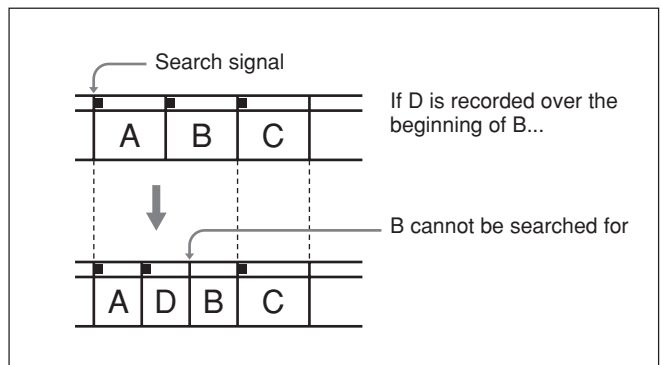 Search signal
If D is recorded over the
beginning of B...
A B C
B cannot be searched for
A D B C